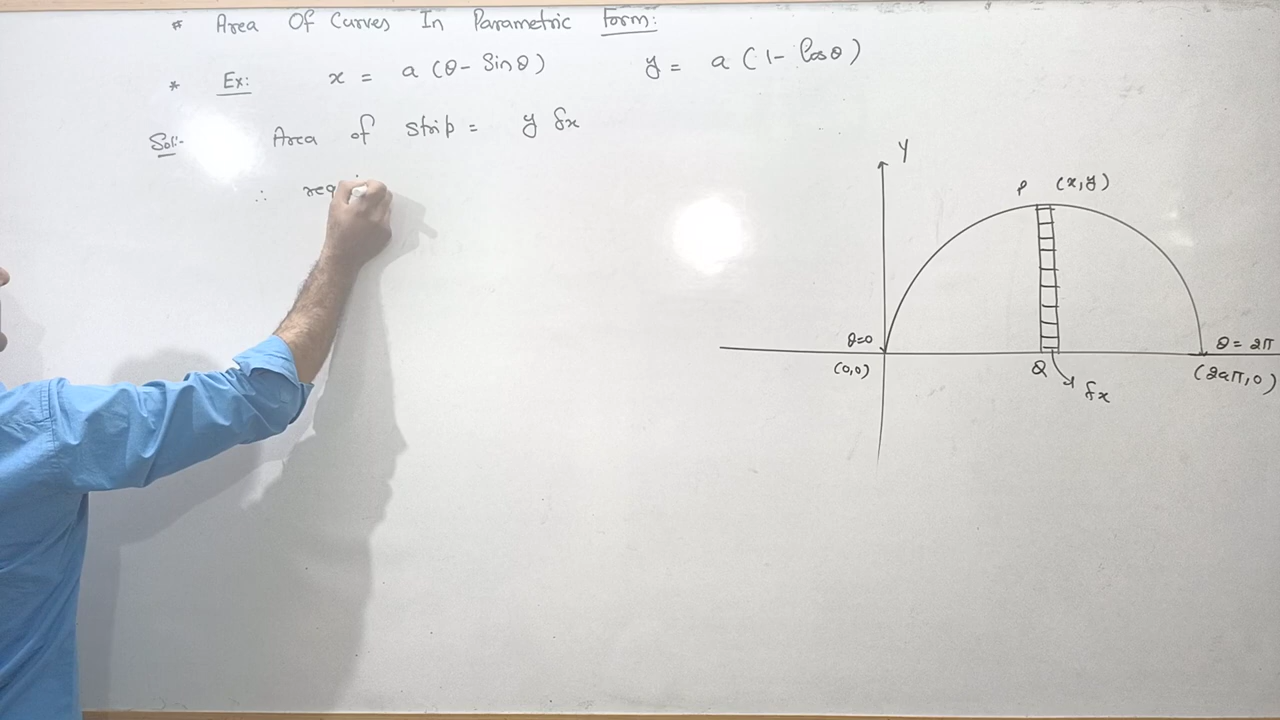 * Area Of Curves In Parametric Form:
* Ex: x = a (θ- Sinθ) y = a (1- Cosθ)
Sol:- Area of strip = y δx
∴ req
Y
P (x,y)
θ=0
θ = 2π
(0,0)
Q
δx
(2aπ,0)